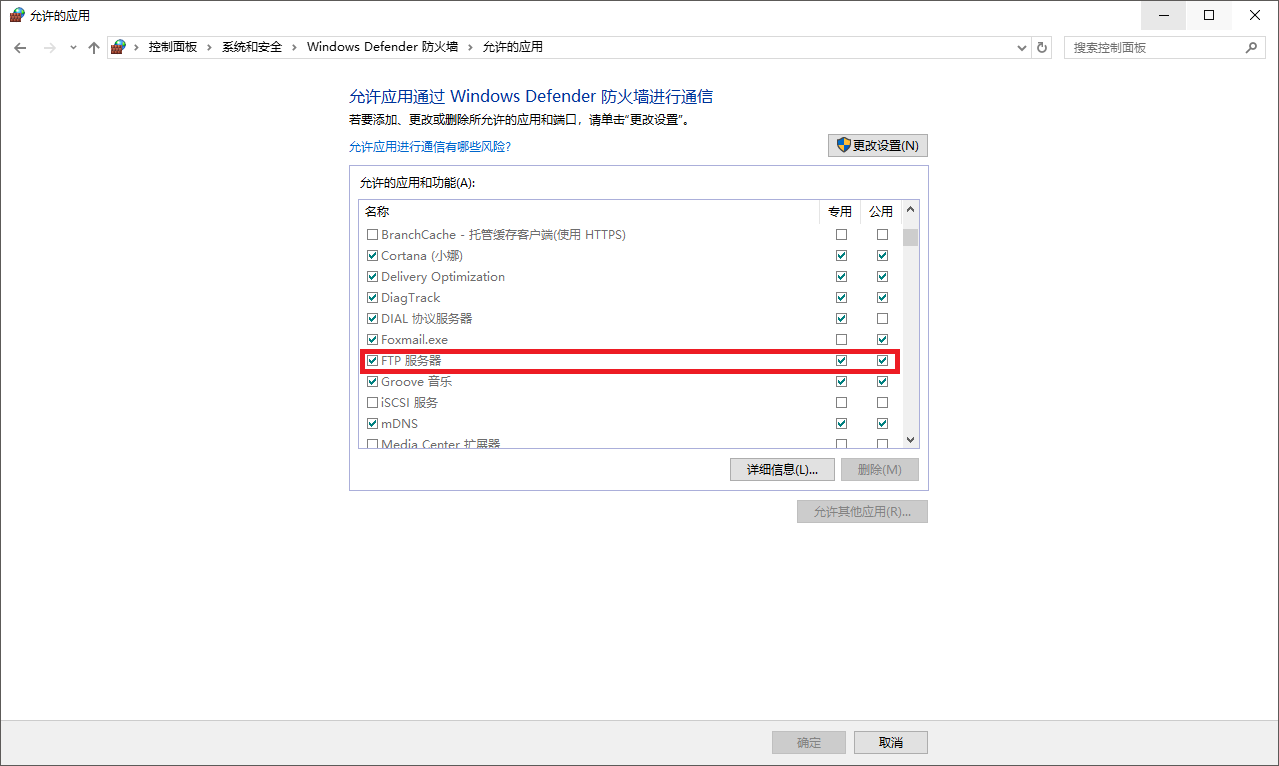 允许的应用
控制面板 系统和安全 Windows Defender 防火墙 允许的应用
搜索控制面板
允许应用通过 Windows Defender 防火墙进行通信
若要添加、更改或删除所允许的应用和端口，请单击"更改设置"。
允许应用进行通信有哪些风险?
更改设置(N)
允许的应用和功能(A):
名称 专用 公用
BranchCache - 托管缓存客户端(使用 HTTPS)
Cortana (小娜)
Delivery Optimization
DiagTrack
DIAL 协议服务器
Foxmail.exe
FTP 服务器
Groove 音乐
iSCSI 服务
mDNS
Media Center 扩展器
详细信息(L)... 删除(M)
允许其他应用(R)...
确定 取消